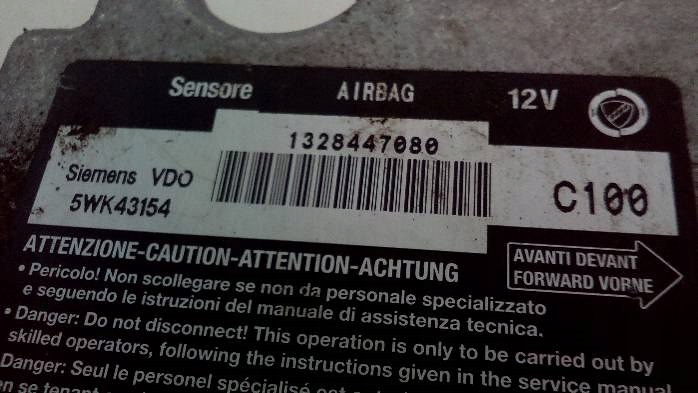 Sensore AIRBAG 12V
1328447080
Siemens VDO
5WK43154
C100
ATTENZIONE-CAUTION-ATTENTION-ACHTUNG
AVANTI DEVANT
FORWARD VORNE
• Pericolo! Non scollegare se non da personale specializzato
e seguendo le istruzioni del manuale di assistenza tecnica.
• Danger: Do not disconnect! This operation is only to be carried out by
skilled operators, following the instructions given in the service manual
Danger: Seul le personel spécialisé
en se tenant